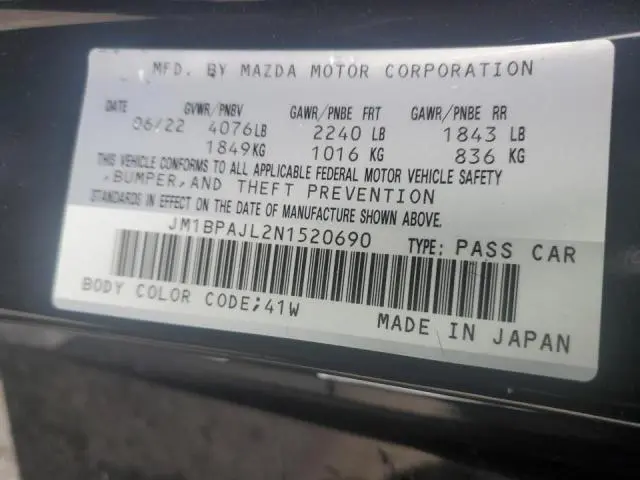 MFD. BY MAZDA MOTOR CORPORATION
DATE GVWR/PNBV GAWR/PNBE FRT GAWR/PNBE RR
06/22 4076LB 2240 LB 1843 LB
1849KG 1016 KG 836 KG
THIS VEHICLE CONFORMS TO ALL APPLICABLE FEDERAL MOTOR VEHICLE SAFETY
,BUMPER,AND THEFT PREVENTION
STANDARDS IN EFFECT ON THE DATE OF MANUFACTURE SHOWN ABOVE.
JM1BPAJL2N1520690 TYPE: PASS CAR
BODY COLOR CODE;41W
MADE IN JAPAN